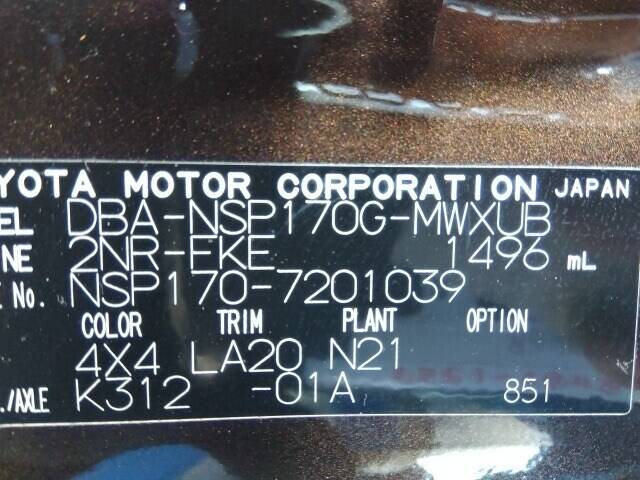 OYOTA MOTOR CORPORATION JAPAN
EL DBA-NSP170G-MWXUB
NE 2NR-FKE 1496 mL
E No. NSP170-7201039
COLOR TRIM PLANT OPTION
4X4 LA20 N21
./AXLE K312 -01A 851